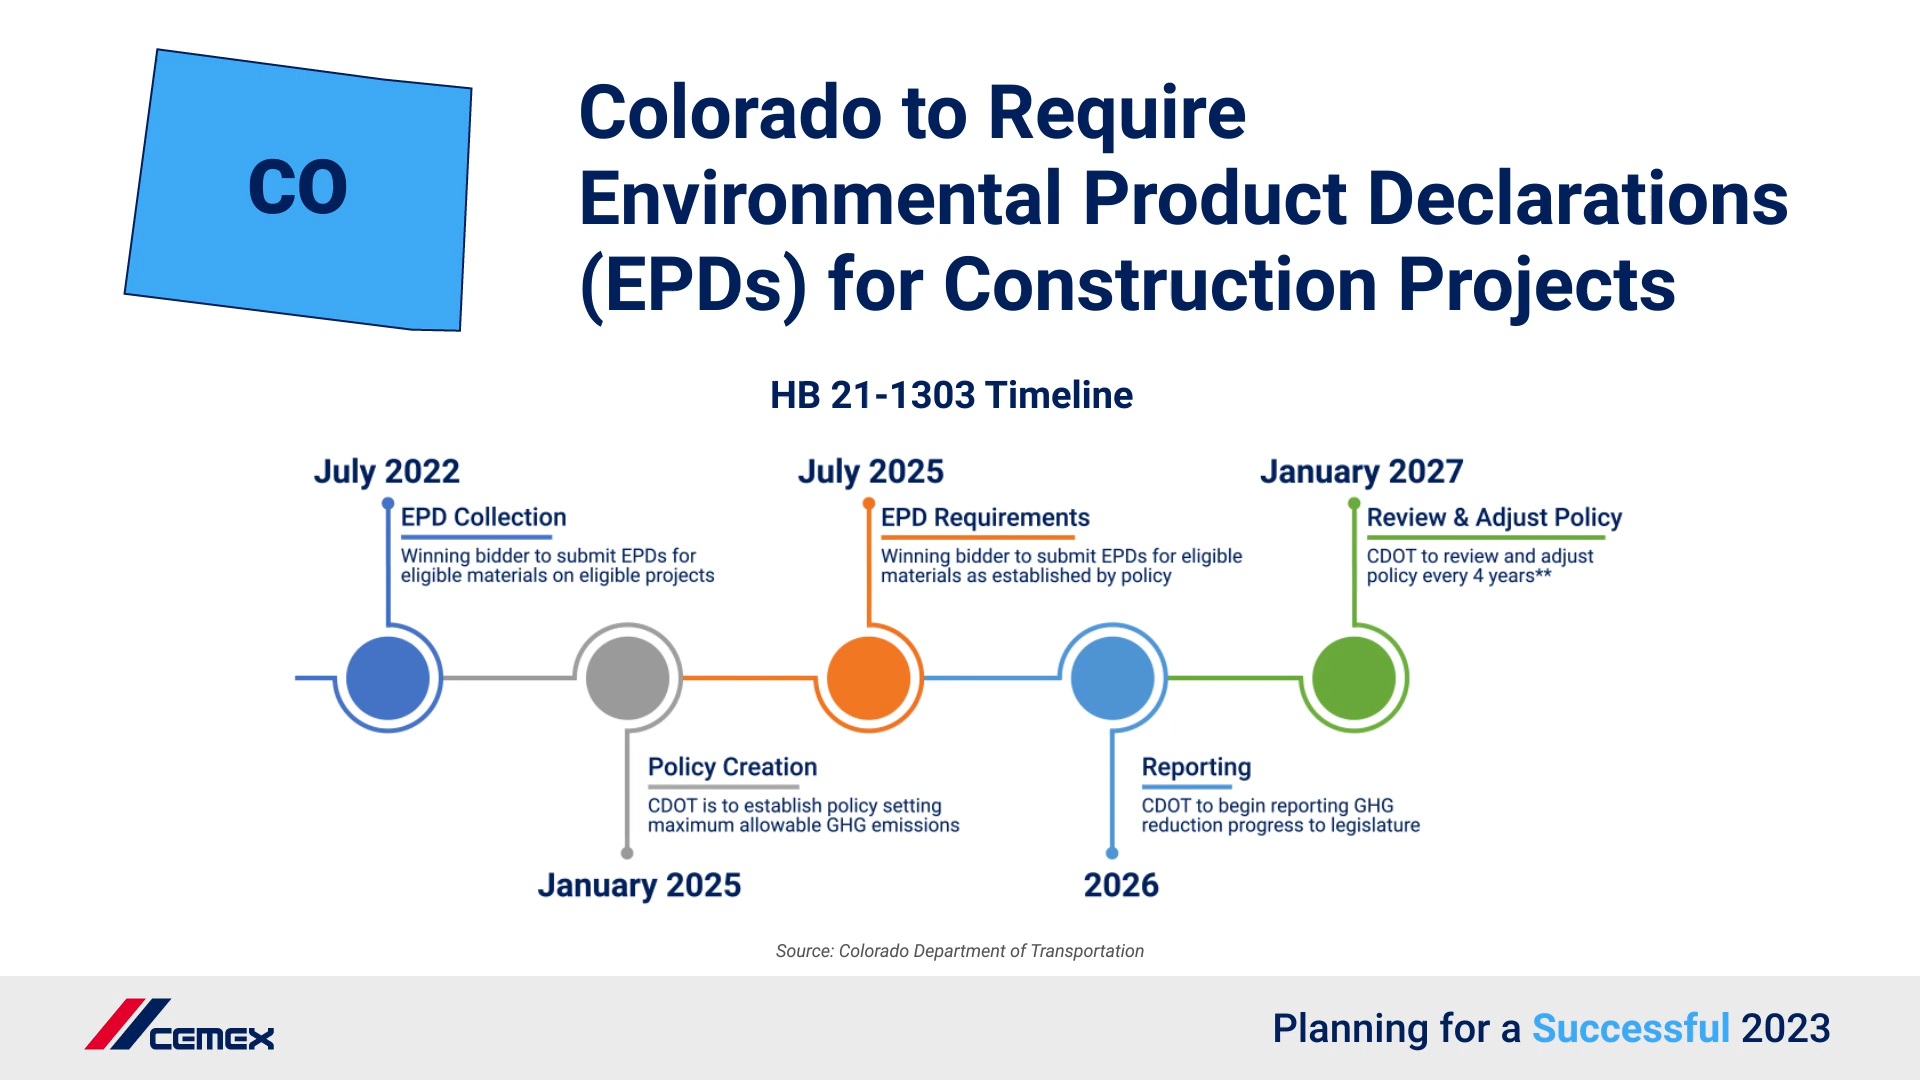 CO
Colorado to Require
Environmental Product Declarations
(EPDs) for Construction Projects
HB 21-1303 Timeline
July 2022
EPD Collection
Winning bidder to submit EPDs for
eligible materials on eligible projects
July 2025
EPD Requirements
Winning bidder to submit EPDs for eligible
materials as established by policy
January 2027
Review & Adjust Policy
CDOT to review and adjust
policy every 4 years**
Policy Creation
CDOT is to establish policy setting
maximum allowable GHG emissions
January 2025
Reporting
CDOT to begin reporting GHG
reduction progress to legislature
2026
Source: Colorado Department of Transportation
CEMEX
Planning for a Successful 2023